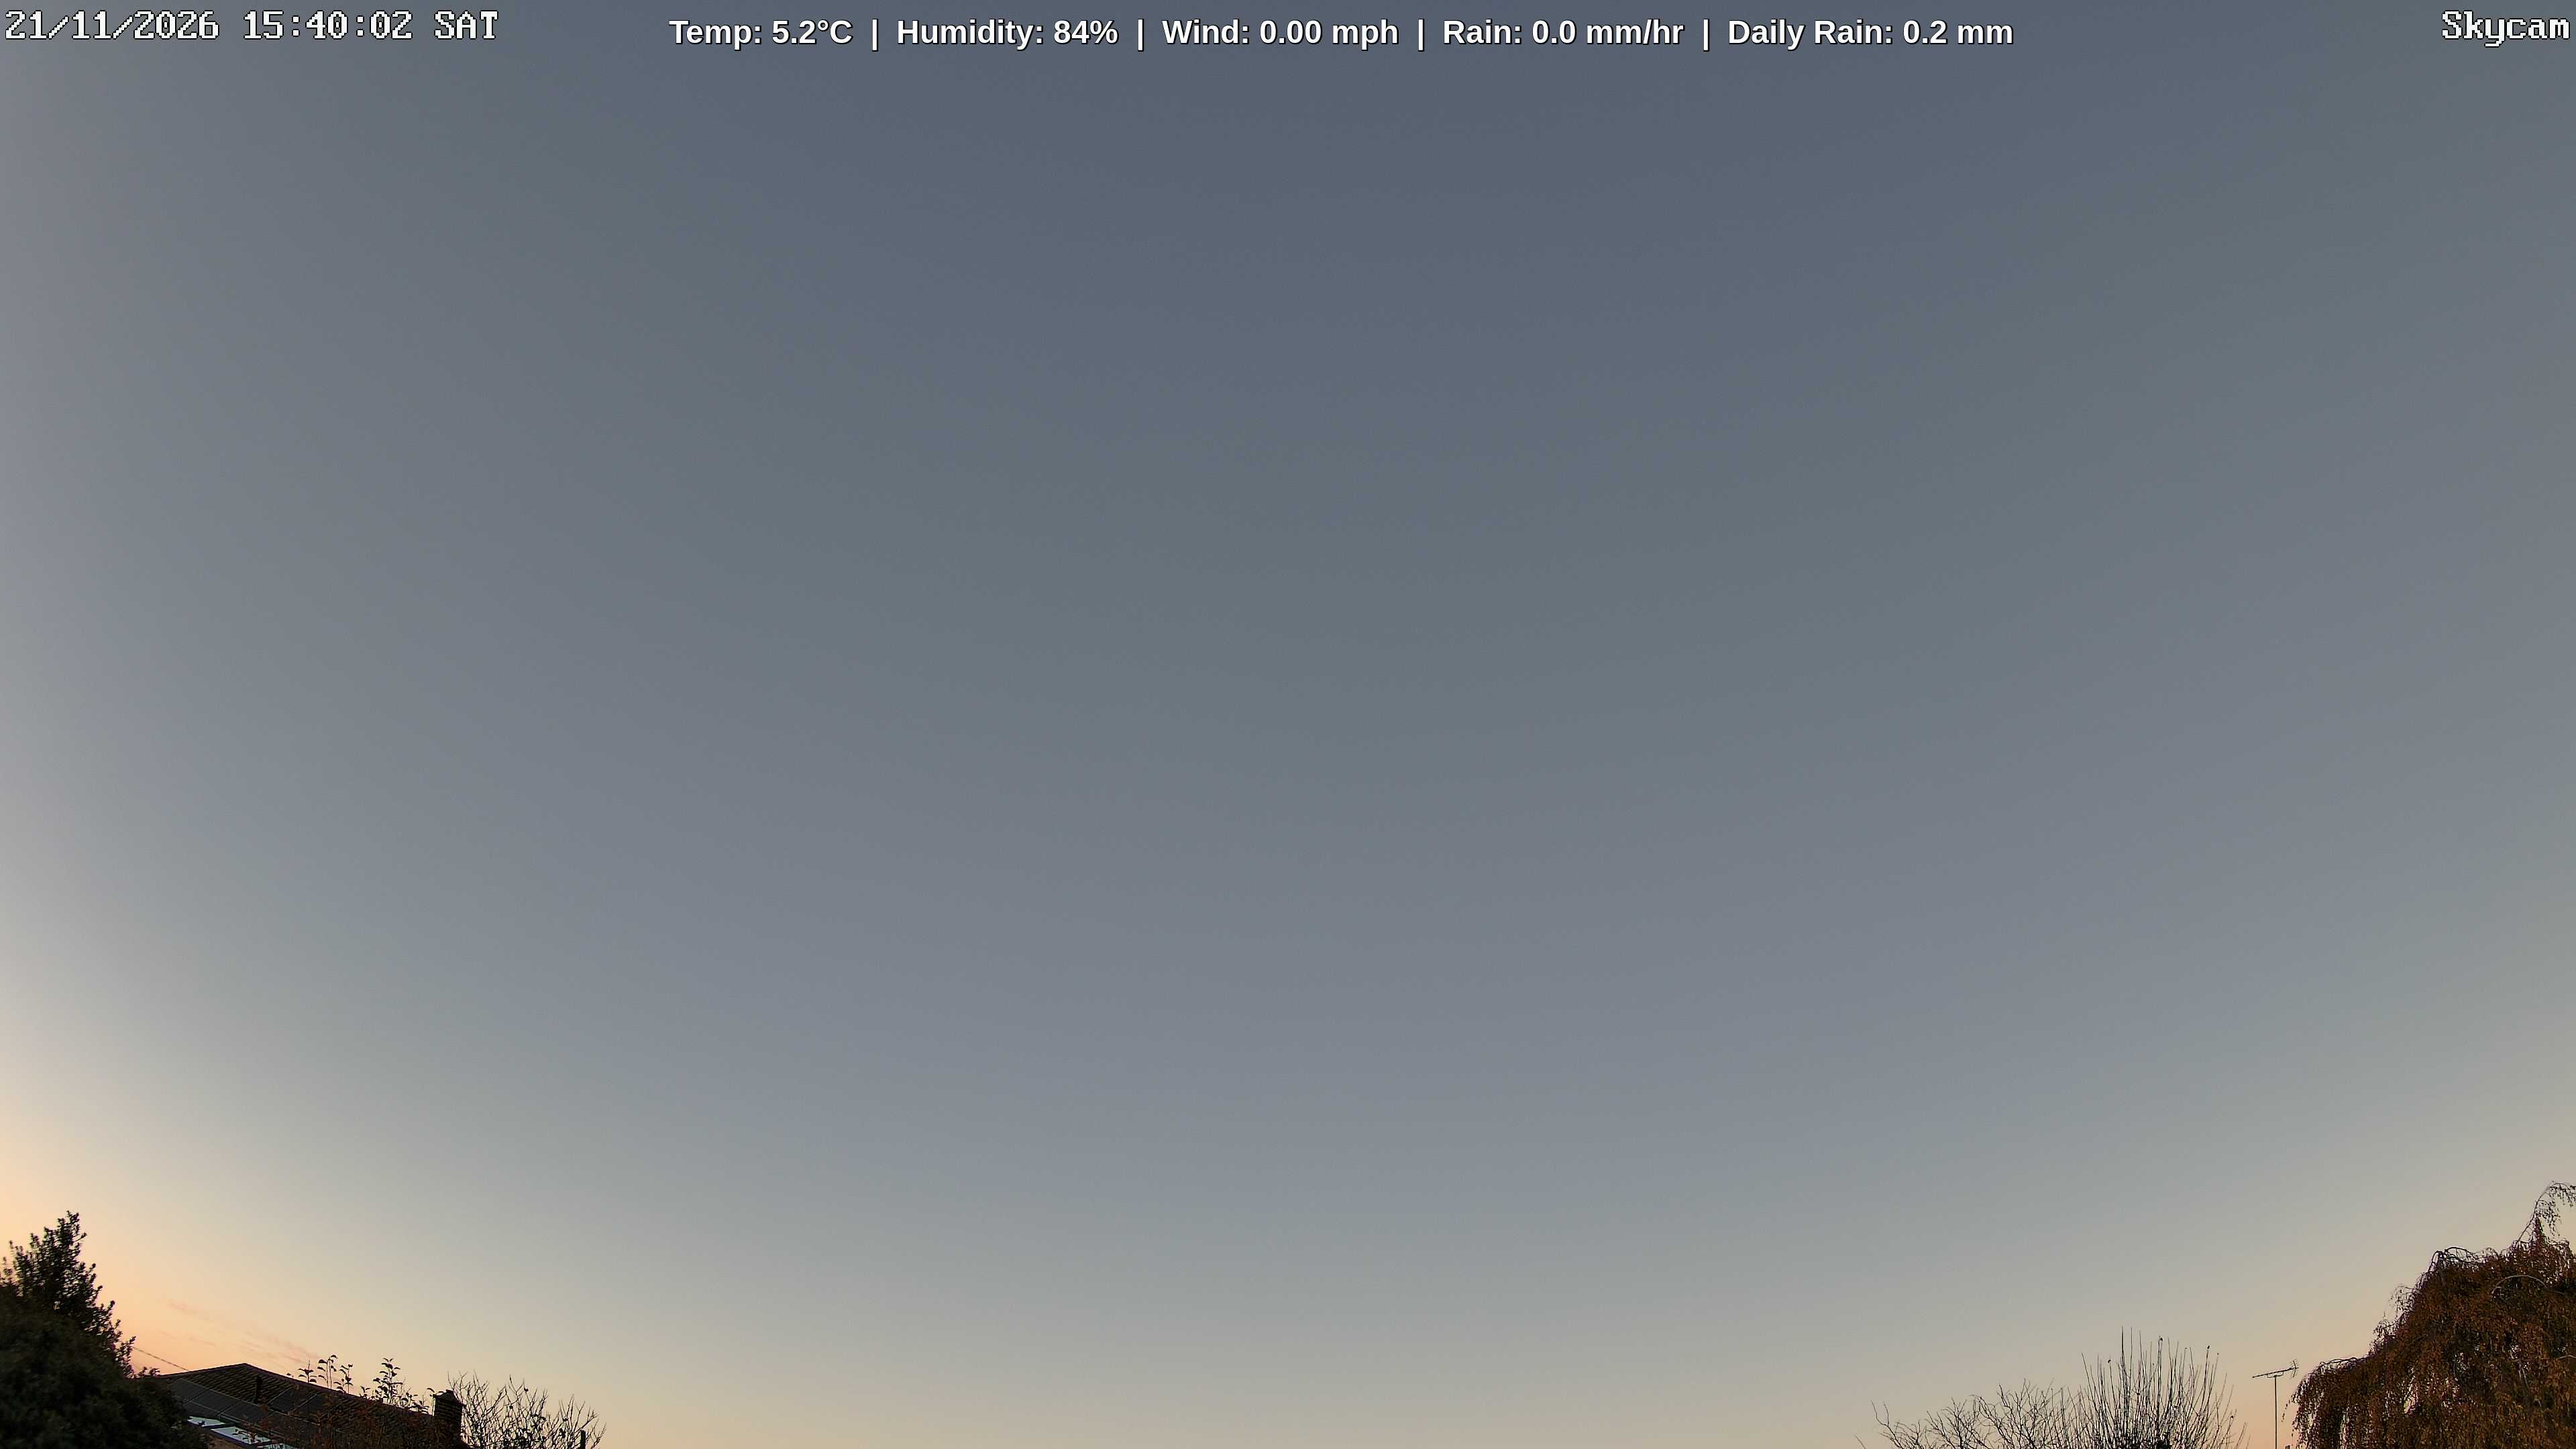 21/11/2026 15:40:02 SAT
Temp: 5.2°C | Humidity: 84% | Wind: 0.00 mph | Rain: 0.0 mm/hr | Daily Rain: 0.2 mm
Skycam